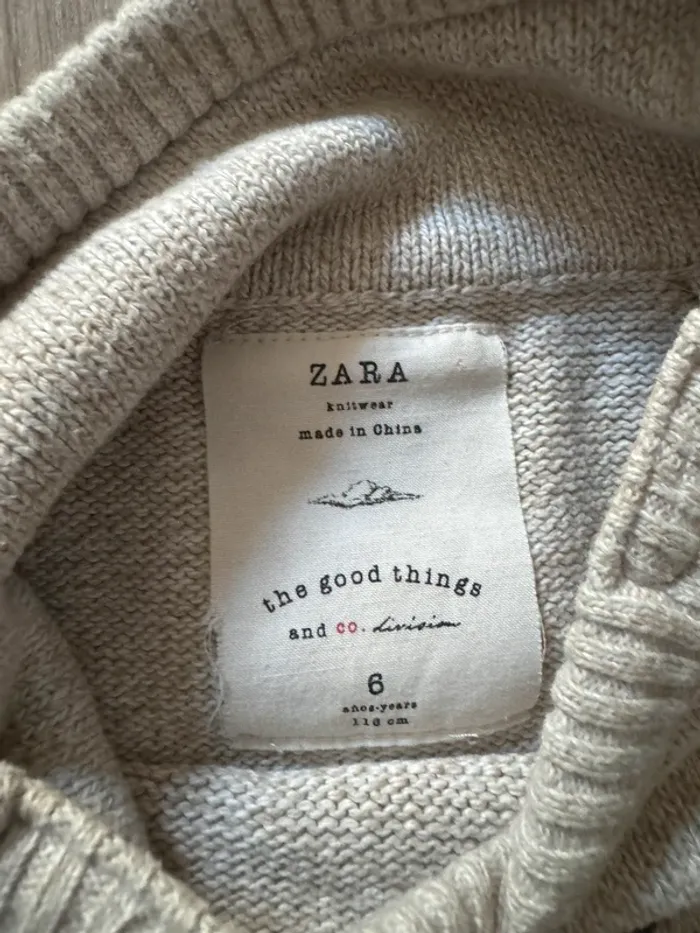 ZARA
knitwear
made in China
the good things
and co. division
6
años-years
116 cm